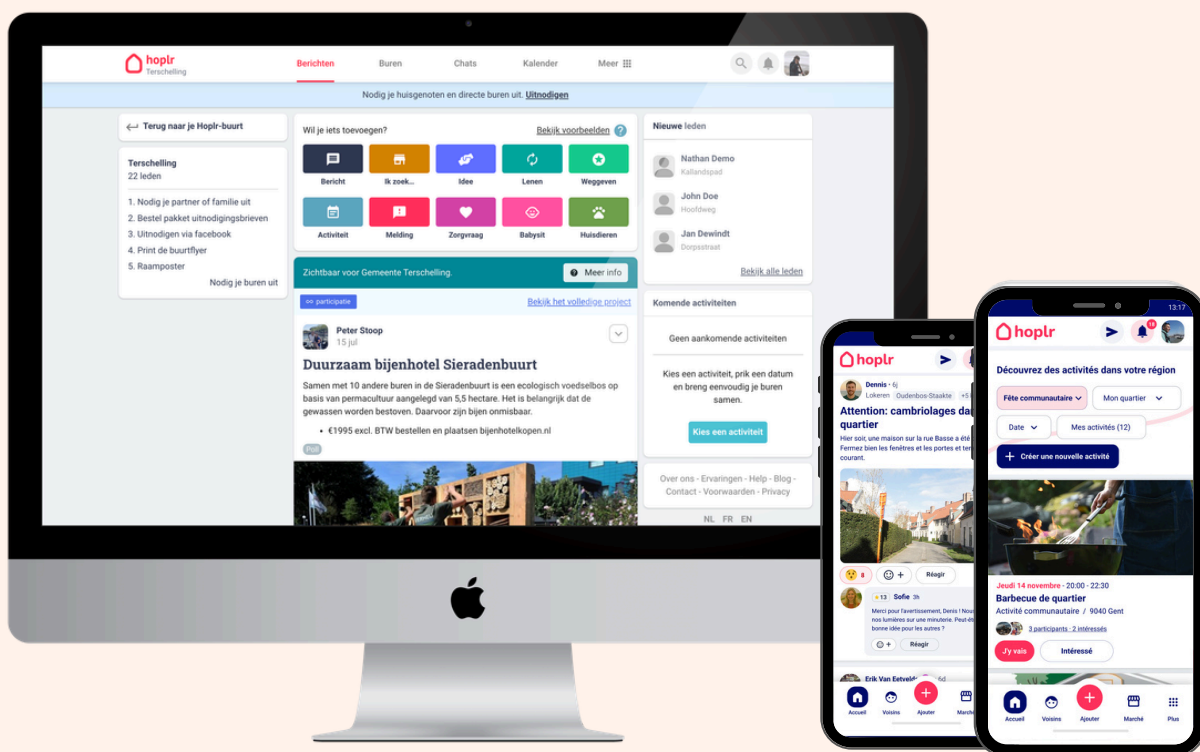 hoplr
Terschelling
Berichten
Buren
Chats
Kalender
Meer
Nodig je huisgenoten en directe buren uit. Uitnodigen
Terug naar je Hoplr-buurt
Terschelling
22 leden
1. Nodig je partner of familie uit
2. Bestel pakket uitnodigingsbrieven
3. Uitnodigen via facebook
4. Print de buurtflyer
5. Raamposter
Nodig je buren uit
Wil je iets toevoegen?
Bekijk voorbeelden ?
Bericht
Ik zoek...
Idee
Lenen
Weggeven
Activiteit
Melding
Zorgvraag
Babysit
Huisdieren
Zichtbaar voor Gemeente Terschelling.
? Meer info
participatie
Bekijk het volledige project
Peter Stoop
15 jul
Duurzaam bijenhotel Sieradenbuurt
Samen met 10 andere buren in de Sieradenbuurt is een ecologisch voedselbos op
basis van permacultuur aangelegd van 5,5 hectare. Het is belangrijk dat de
gewassen worden bestoven. Daarvoor zijn bijen onmisbaar.
• €1995 excl. BTW bestellen en plaatsen bijenhotelkopen.nl
Poll
Nieuwe leden
Nathan Demo
Kallandspad
John Doe
Hoofdweg
Jan Dewindt
Dorpsstraat
Bekijk alle leden
Komende activiteiten
Geen aankomende activiteiten
Kies een activiteit, prik een datum
en breng eenvoudig je buren
samen.
Kies een activiteit
Over ons - Ervaringen - Help - Blog -
Contact - Voorwaarden - Privacy
NL FR EN
hoplr
Dennis · 6j
Lokeren Oudenbos-Staakte
Attention: cambriolages
quartier
Hier soir, une maison sur la rue Basse a été
Fermez bien les fenêtres et les portes et
courant.
8
+
Réagir
13 Sofie 3h
Merci pour l'avertissement, Denis !
nos lumières sur une minuterie.
bonne idée pour les autres ?
+
Réagir
Erik Van 6d
Accueil
Voisins
Ajouter
13:17
hoplr
Découvrez des activités dans votre région
Fête communautaire
Mon quartier
Date
Mes activités (12)
+ Créer une nouvelle activité
Jeudi 14 novembre - 20:00 - 22:30
Barbecue de quartier
Activité communautaire / 9040 Gent
3 participants · 2 intéressés
J'y vais
Intéressé
Accueil
Voisins
Ajouter
Marché
Plus